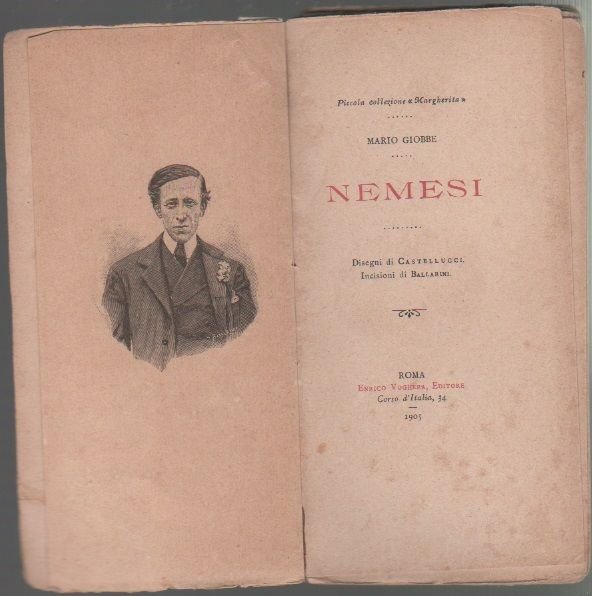 Piccola collezione « Margherita »
MARIO GIOBBE
NEMESI
Disegni di CASTELLUCCI.
Incisioni di BALLARINI.
ROMA
ENRICO VOGHERA, EDITORE
Corso d'Italia, 34
1905